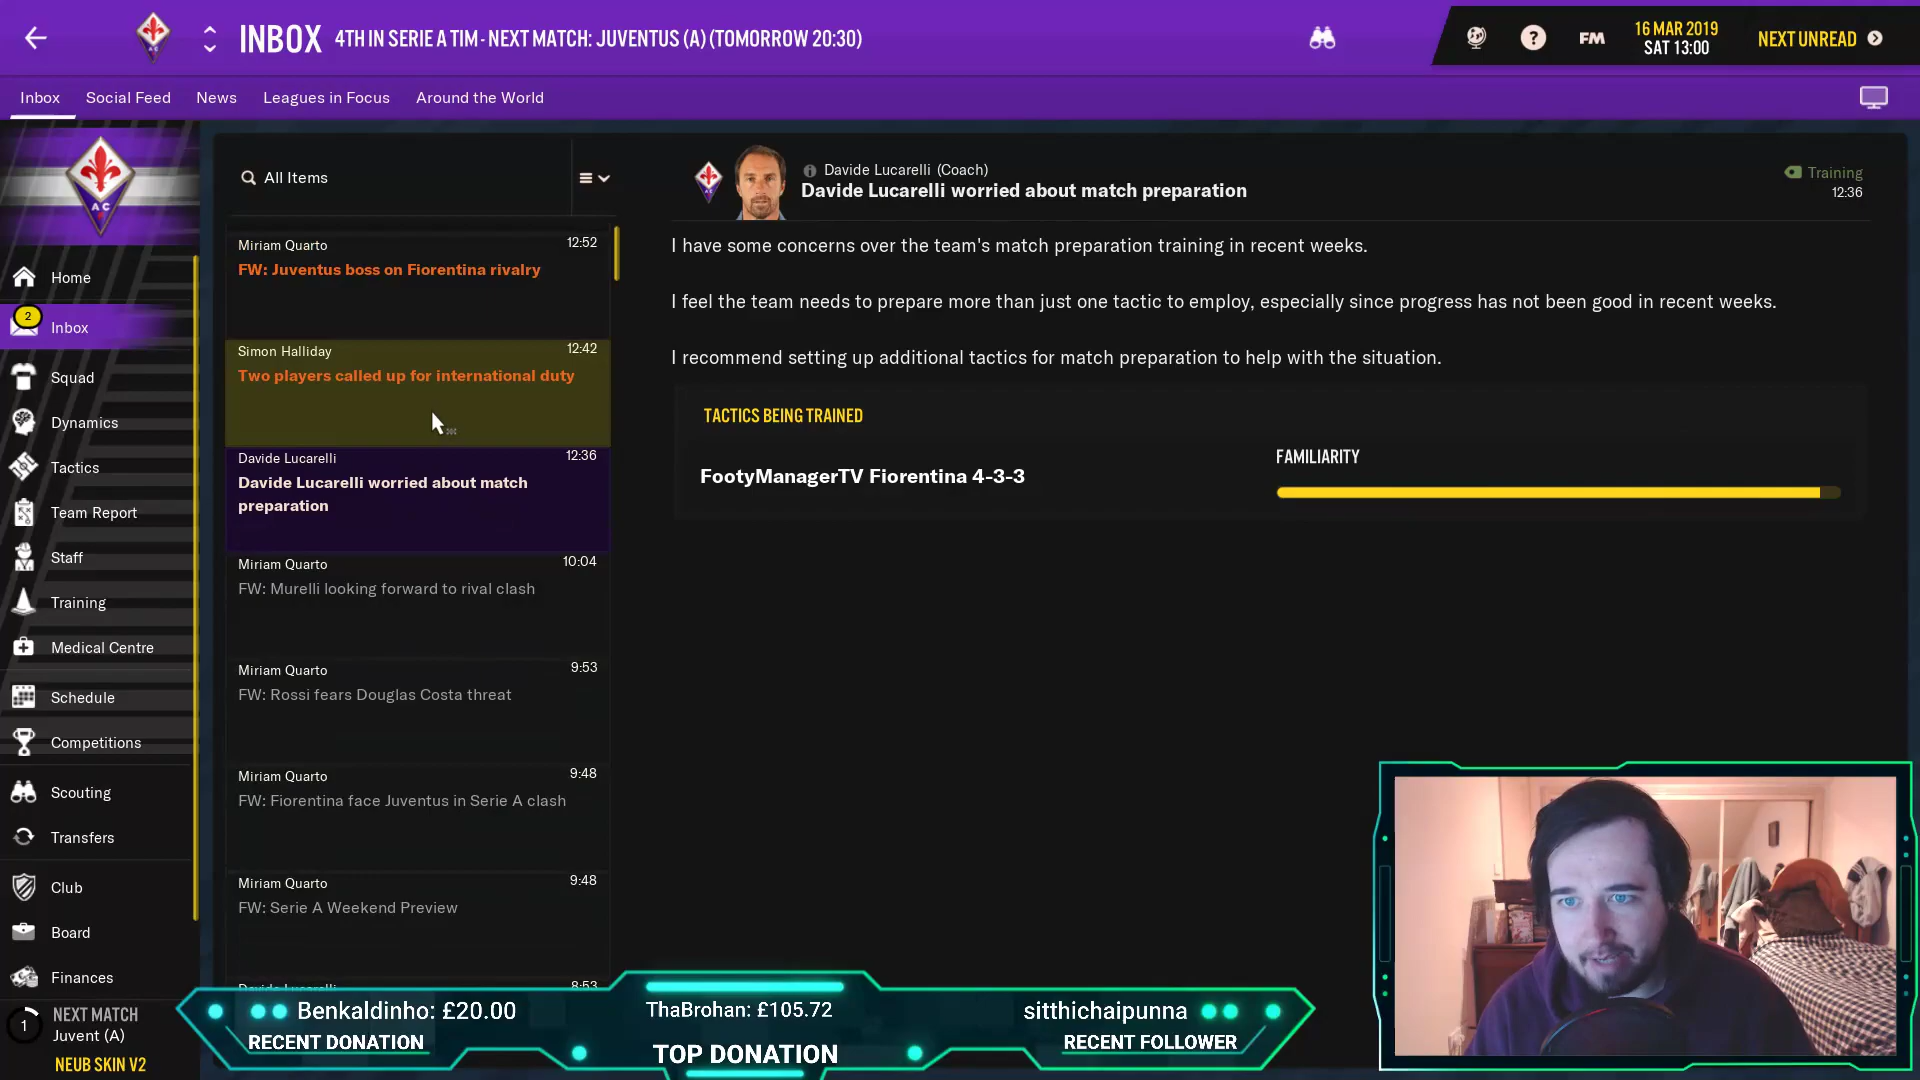 INBOX
4TH IN SERIE A TIM - NEXT MATCH: JUVENTUS (A) (TOMORROW 20:30)
FM
16 MAR 2019
SAT 13:00
NEXT UNREAD
Inbox
Social Feed
News
Leagues in Focus
Around the World
Home
2
Inbox
Squad
Dynamics
Tactics
Team Report
Staff
Training
Medical Centre
Schedule
Competitions
Scouting
Transfers
Club
Board
Finances
1
NEXT MATCH
Juvent (A)
NEUB SKIN V2
All Items
Miriam Quarto 12:52
FW: Juventus boss on Fiorentina rivalry
Simon Halliday 12:42
Two players called up for international duty
Davide Lucarelli 12:36
Davide Lucarelli worried about match
preparation
Miriam Quarto 10:04
FW: Murelli looking forward to rival clash
Miriam Quarto 9:53
FW: Rossi fears Douglas Costa threat
Miriam Quarto 9:48
FW: Fiorentina face Juventus in Serie A clash
Miriam Quarto 9:48
FW: Serie A Weekend Preview
Davide Lucarelli 8:53
Davide Lucarelli (Coach)
Davide Lucarelli worried about match preparation
Training
12:36
I have some concerns over the team's match preparation training in recent weeks.
I feel the team needs to prepare more than just one tactic to employ, especially since progress has not been good in recent weeks.
I recommend setting up additional tactics for match preparation to help with the situation.
TACTICS BEING TRAINED
FAMILIARITY
FootyManagerTV Fiorentina 4-3-3
Benkaldinho: £20.00
RECENT DONATION
ThaBrohan: £105.72
TOP DONATION
sitthichaipunna
RECENT FOLLOWER